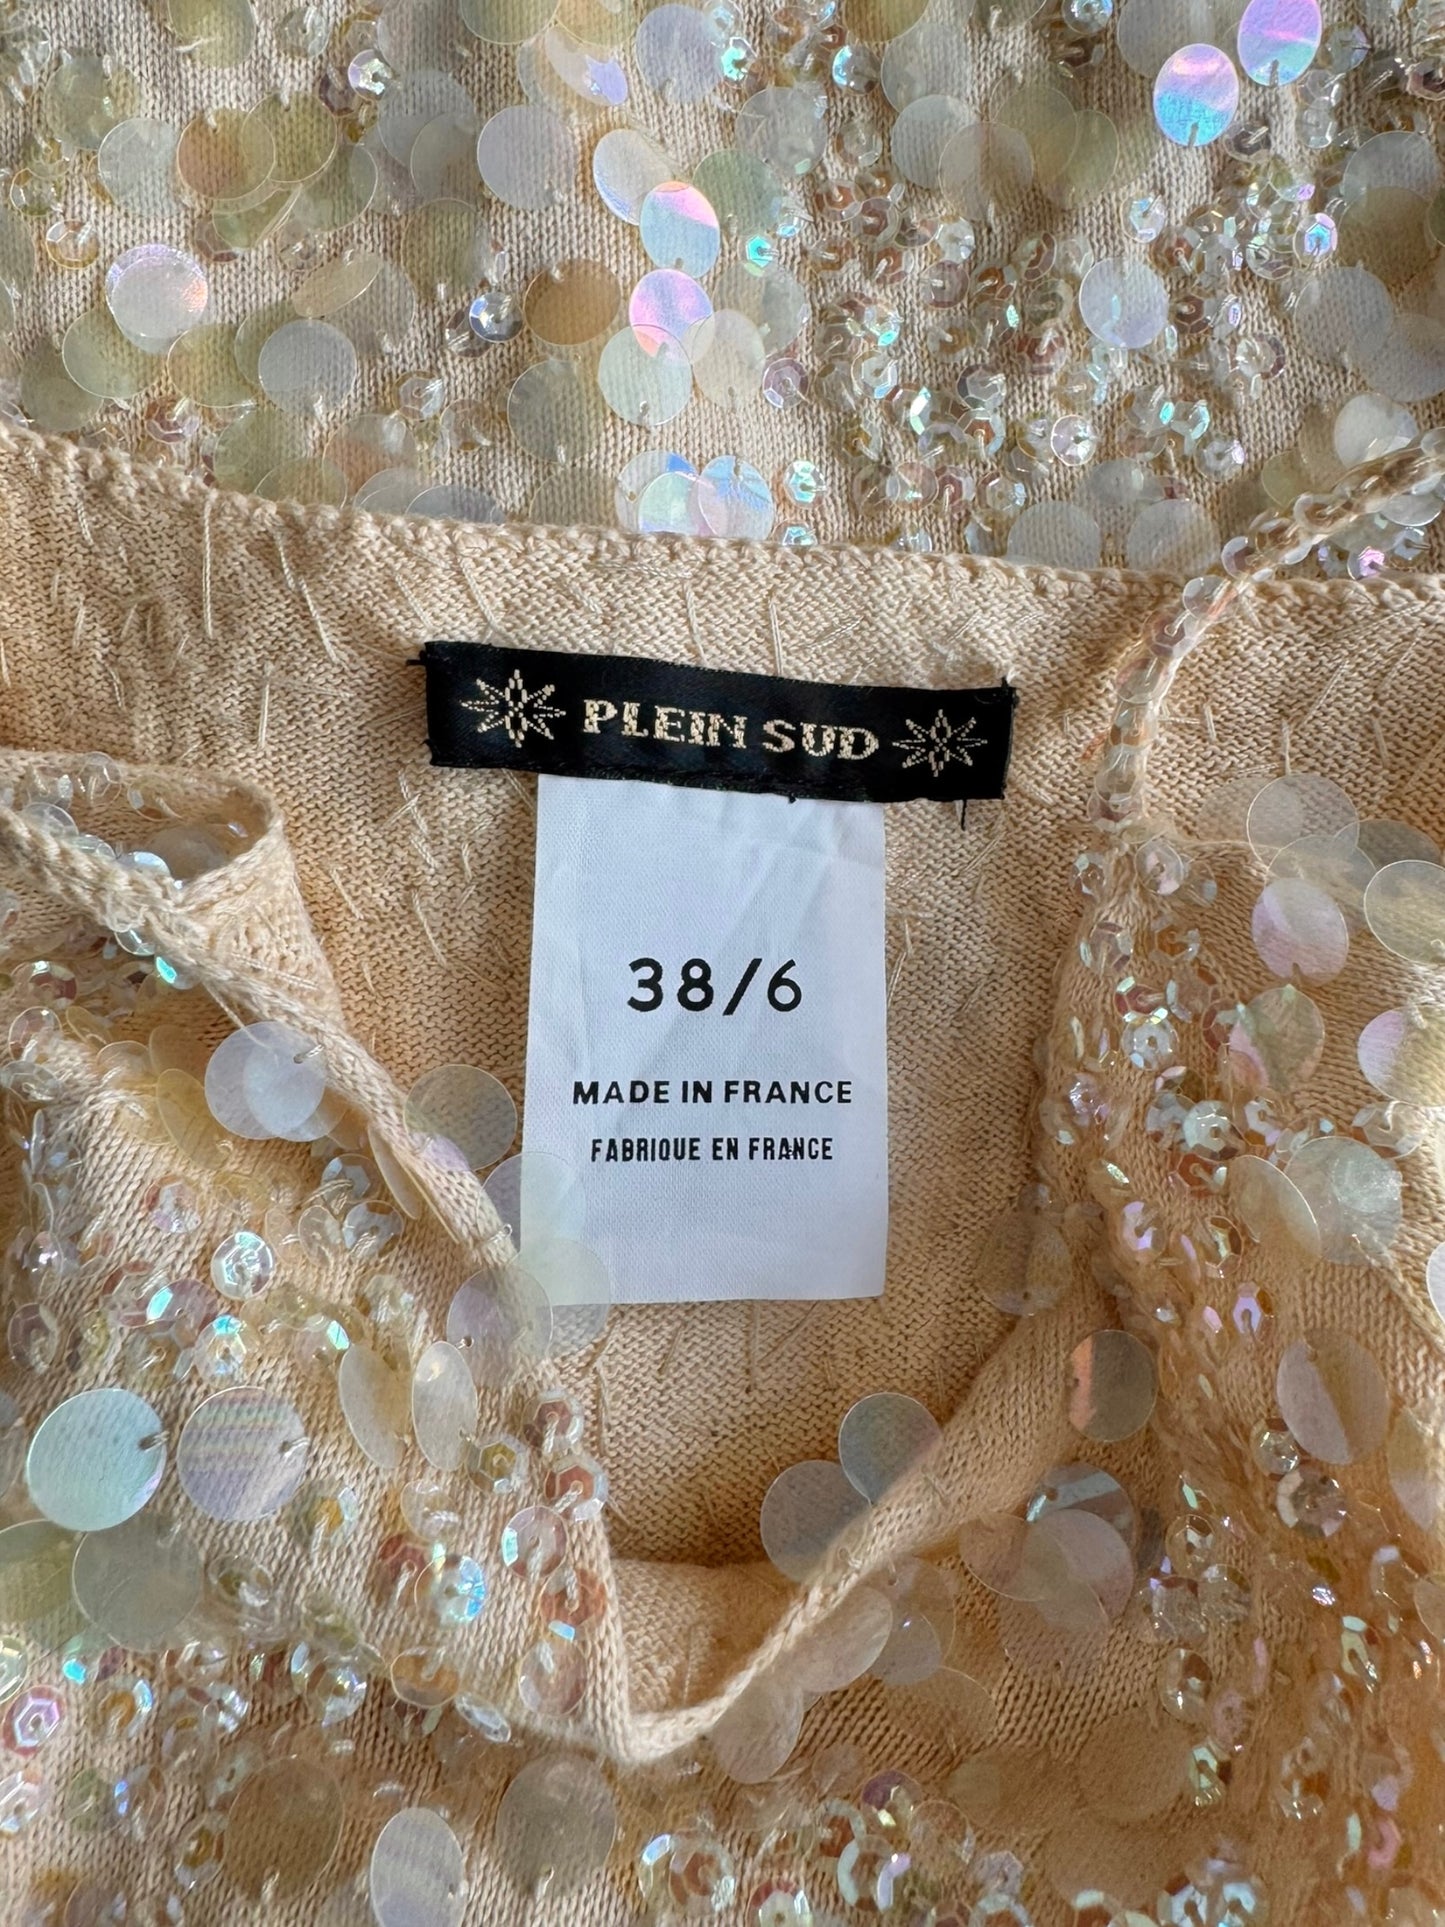 PLEIN SUD
38/6
MADE IN FRANCE
FABRIQUE EN FRANCE